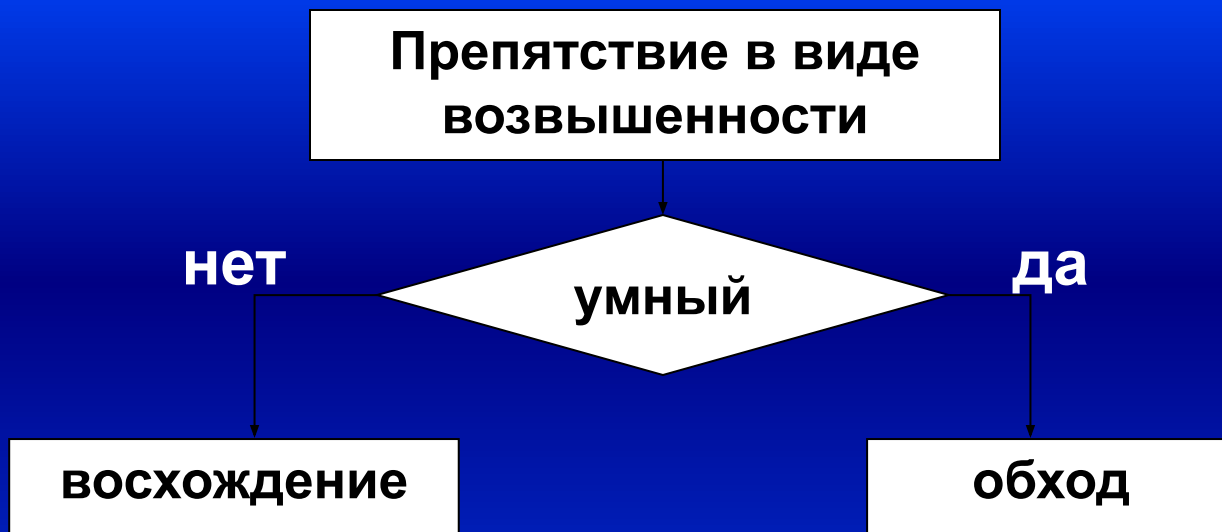 Препятствие в виде
возвышенности
нет
да
умный
восхождение
обход